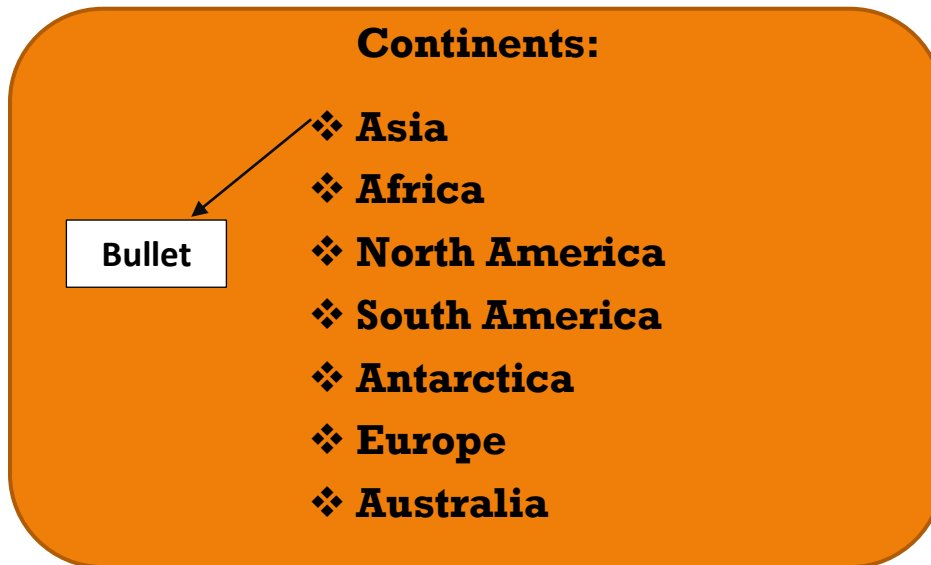 Continents:
❖ Asia
❖ Africa
Bullet
❖ North America
❖ South America
❖ Antarctica
❖ Europe
❖ Australia